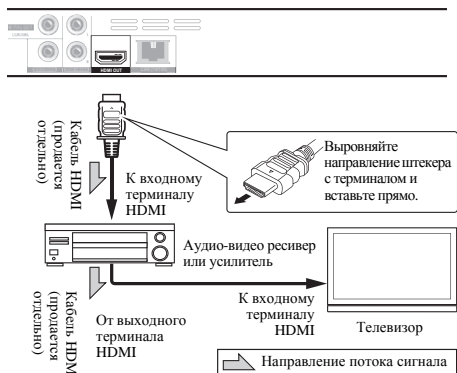 HDMI OUT
Кабель HDMI
(продается
отдельно)
К входному
терминалу
HDMI
Выровняйте
направление штекера
с терминалом и
вставьте прямо.
Аудио-видео ресивер
или усилитель
Кабель HDMI
(продается
отдельно)
От выходного
терминала
HDMI
К входному
терминалу
HDMI
Телевизор
Направление потока сигнала